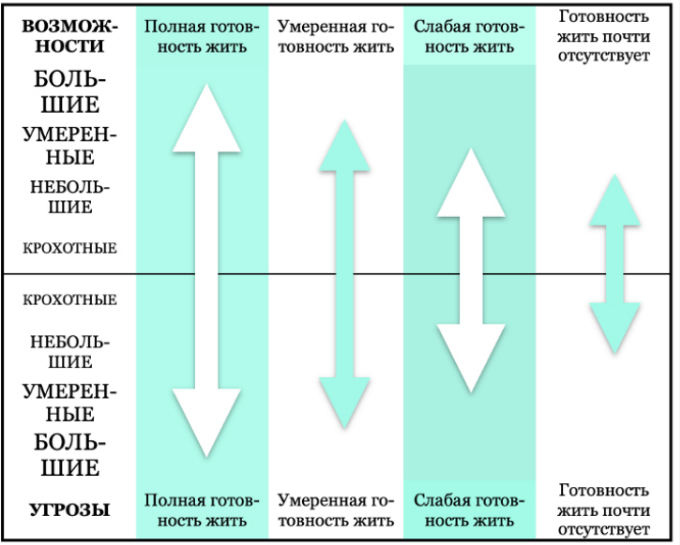 ВОЗМОЖ-
НОСТИ
Полная готов-
ность жить
Умеренная го-
товность жить
Слабая готов-
ность жить
Готовность
жить почти
отсутствует
БОЛЬ-
ШИЕ
УМЕРЕН-
НЫЕ
НЕБОЛЬ-
ШИЕ
КРОХОТНЫЕ
КРОХОТНЫЕ
НЕБОЛЬ-
ШИЕ
УМЕРЕН-
НЫЕ
БОЛЬ-
ШИЕ
УГРОЗЫ
Полная готов-
ность жить
Умеренная го-
товность жить
Слабая готов-
ность жить
Готовность
жить почти
отсутствует